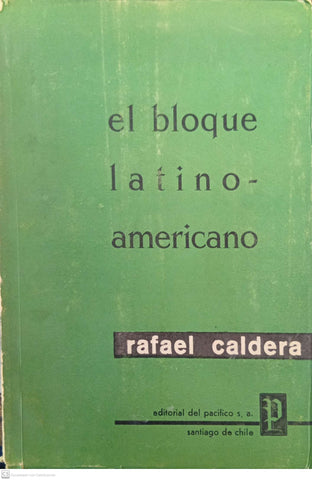 el bloque
latino-
americano
rafael caldera
editorial del pacífico s, a.
santiago de chile
P